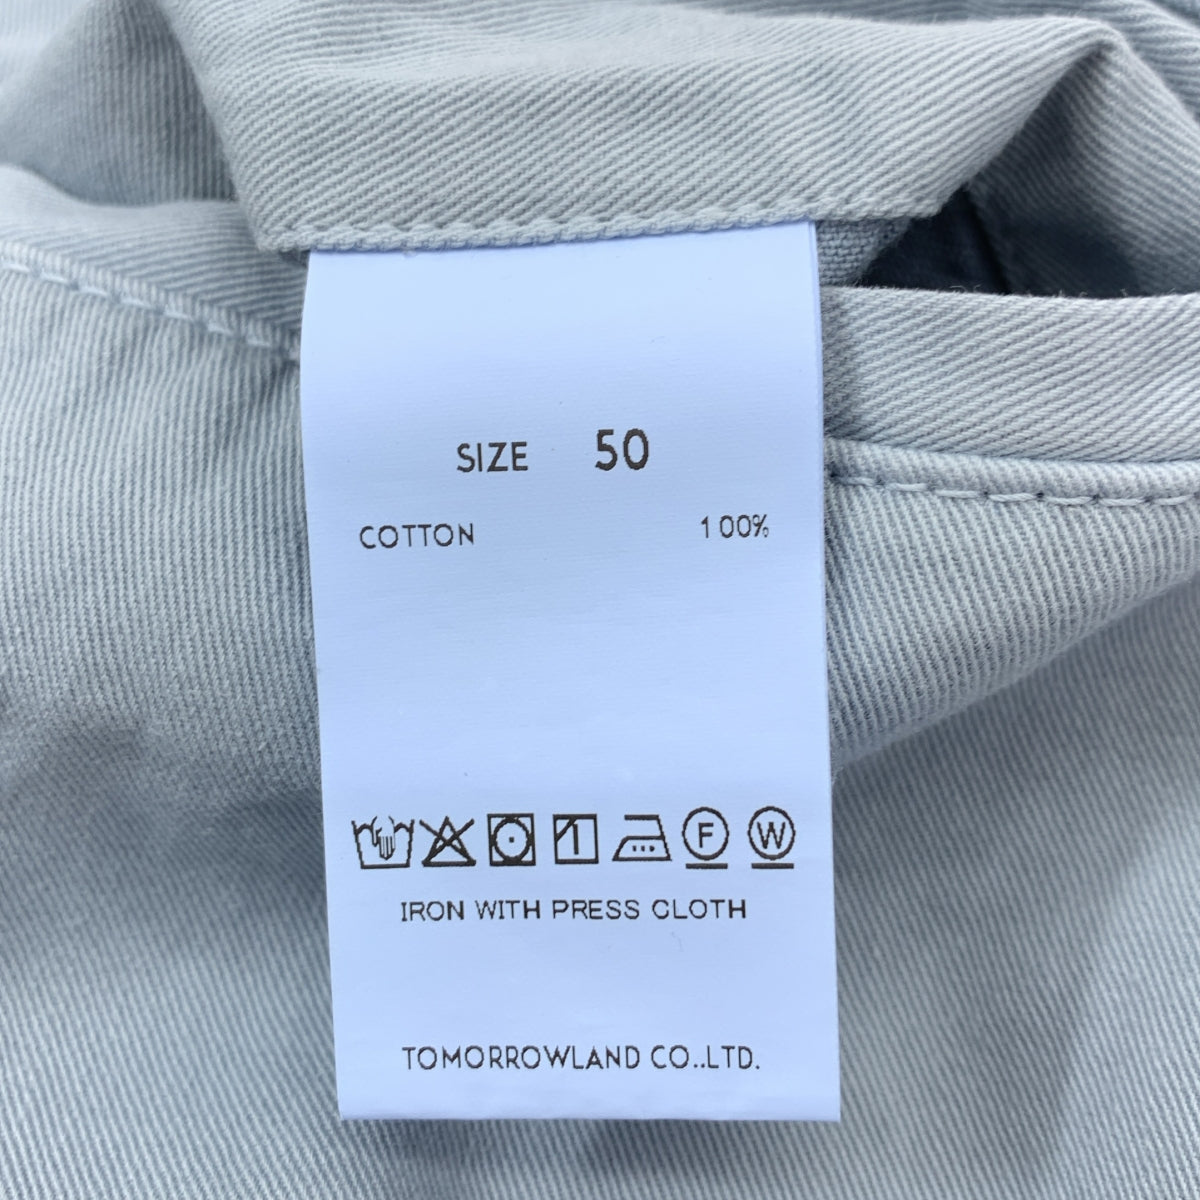 SIZE 50
COTTON 100%
F W
IRON WITH PRESS CLOTH
TOMORROWLAND CO.,LTD.